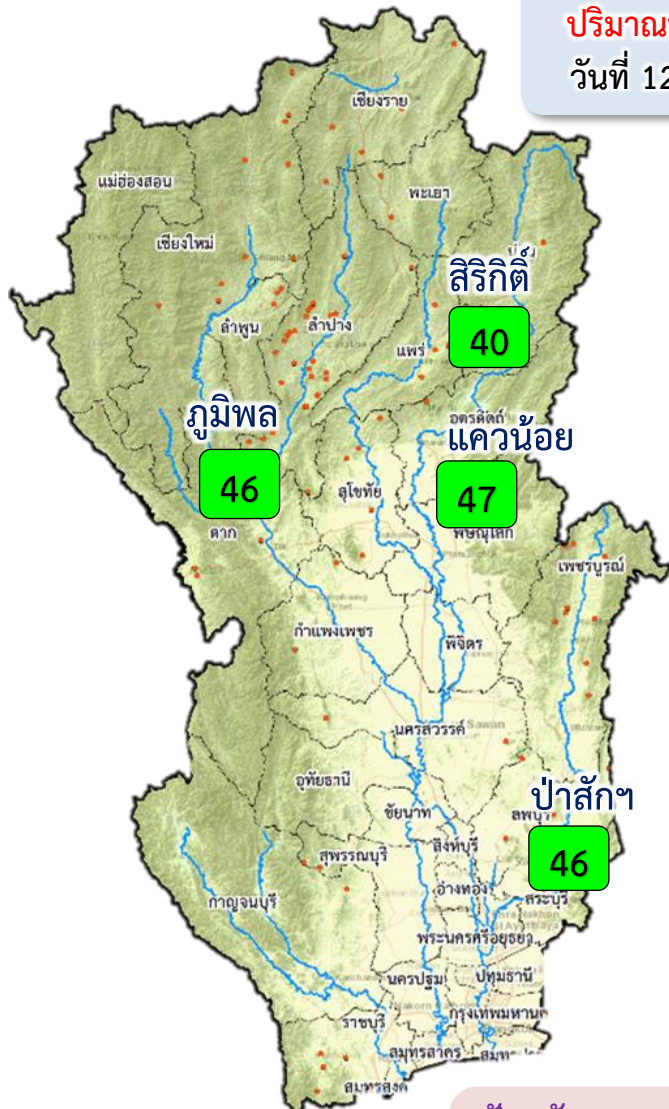 ปริมาณ
วันที่ 12
เชียงราย
แม่ฮ่องสอน
พะเยา
เชียงใหม่
น่าน
สิริกิติ์
40
ลำพูน
ลำปาง
แพร่
ภูมิพล
46
อุตรดิตถ์
แควน้อย
47
สุโขทัย
ตาก
พิษณุโลก
เพชรบูรณ์
กำแพงเพชร
พิจิตร
นครสวรรค์
Sawan
อุทัยธานี
ป่าสักฯ
46
ชัยนาท
ลพบุรี
สิงห์บุรี
สุพรรณบุรี
อ่างทอง
สระบุรี
กาญจนบุรี
พระนครศรีอยุธยา
นครปฐม
ปทุมธานี
ราชบุรี
กรุงเทพมหานค
สมุทรสาคร
สมุทรปรา
สมุทรสงค